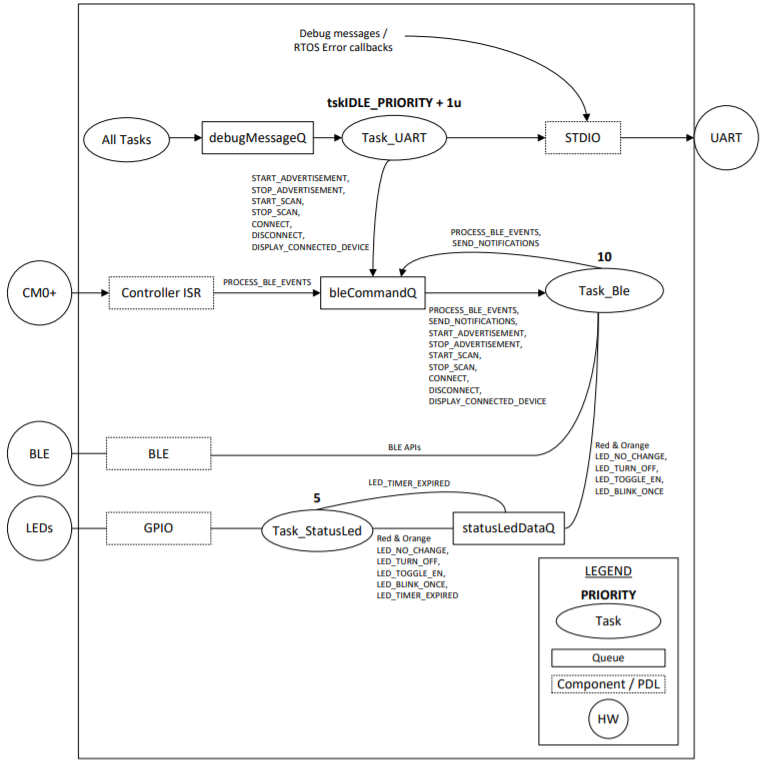 Debug messages /
RTOS Error callbacks
tskIDLE_PRIORITY + 1u
All Tasks
debugMessageQ
Task_UART
STDIO
UART
START_ADVERTISEMENT,
STOP_ADVERTISEMENT,
START_SCAN,
STOP_SCAN,
CONNECT,
DISCONNECT,
DISPLAY_CONNECTED_DEVICE
PROCESS_BLE_EVENTS,
SEND_NOTIFICATIONS
10
CM0+
Controller ISR
PROCESS_BLE_EVENTS
bleCommandQ
Task_Ble
PROCESS_BLE_EVENTS,
SEND_NOTIFICATIONS,
START_ADVERTISEMENT,
STOP_ADVERTISEMENT,
START_SCAN,
STOP_SCAN,
CONNECT,
DISCONNECT,
DISPLAY_CONNECTED_DEVICE
BLE
BLE
BLE APIs
Red & Orange
LED_NO_CHANGE,
LED_TURN_OFF,
LED_TOGGLE_EN,
LED_BLINK_ONCE
LED_TIMER_EXPIRED
5
LEDs
GPIO
Task_StatusLed
statusLedDataQ
Red & Orange
LED_NO_CHANGE,
LED_TURN_OFF,
LED_TOGGLE_EN,
LED_BLINK_ONCE,
LED_TIMER_EXPIRED
LEGEND
PRIORITY
Task
Queue
Component / PDL
HW